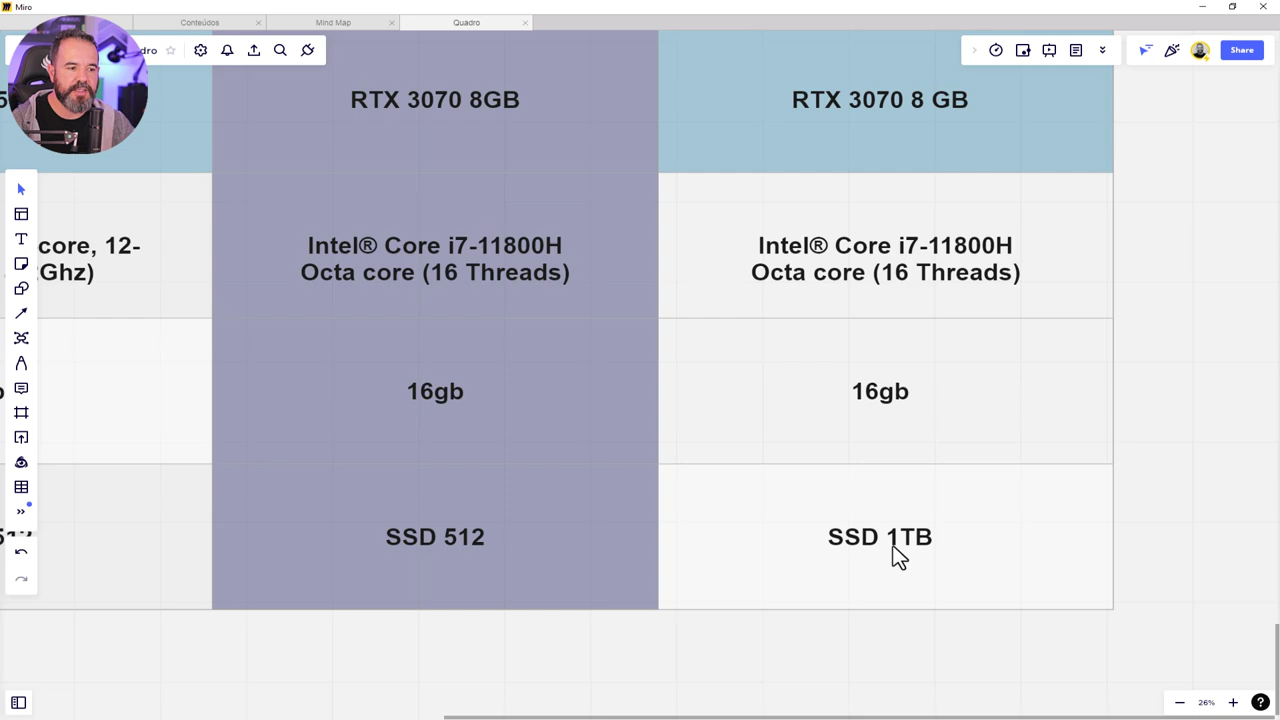 Miro
Conteúdos
Mind Map
Quadro
dro
Share
RTX 3070 8GB
RTX 3070 8 GB
core, 12-
Ghz)
Intel® Core i7-11800H
Octa core (16 Threads)
Intel® Core i7-11800H
Octa core (16 Threads)
16gb
16gb
SSD 512
SSD 1TB
26%